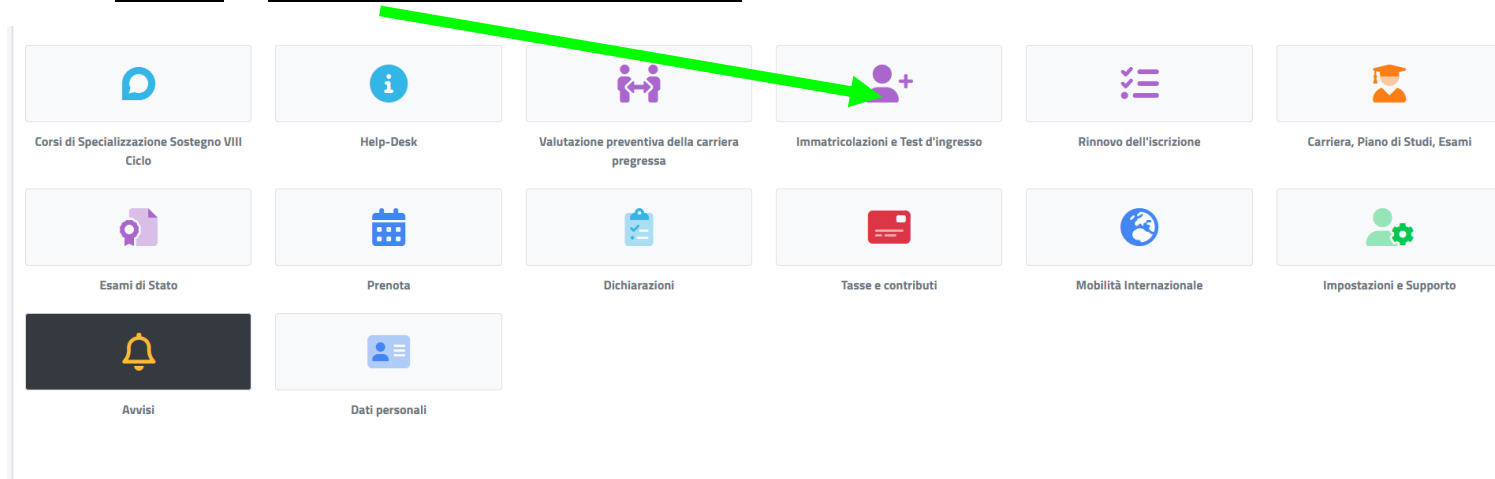 Corsi di Specializzazione Sostegno VIII
Ciclo
Help-Desk
Valutazione preventiva della carriera
pregressa
Immatricolazioni e Test d'ingresso
Rinnovo dell'iscrizione
Carriera, Piano di Studi, Esami
Esami di Stato
Prenota
Dichiarazioni
Tasse e contributi
Mobilità Internazionale
Impostazioni e Supporto
Avvisi
Dati personali